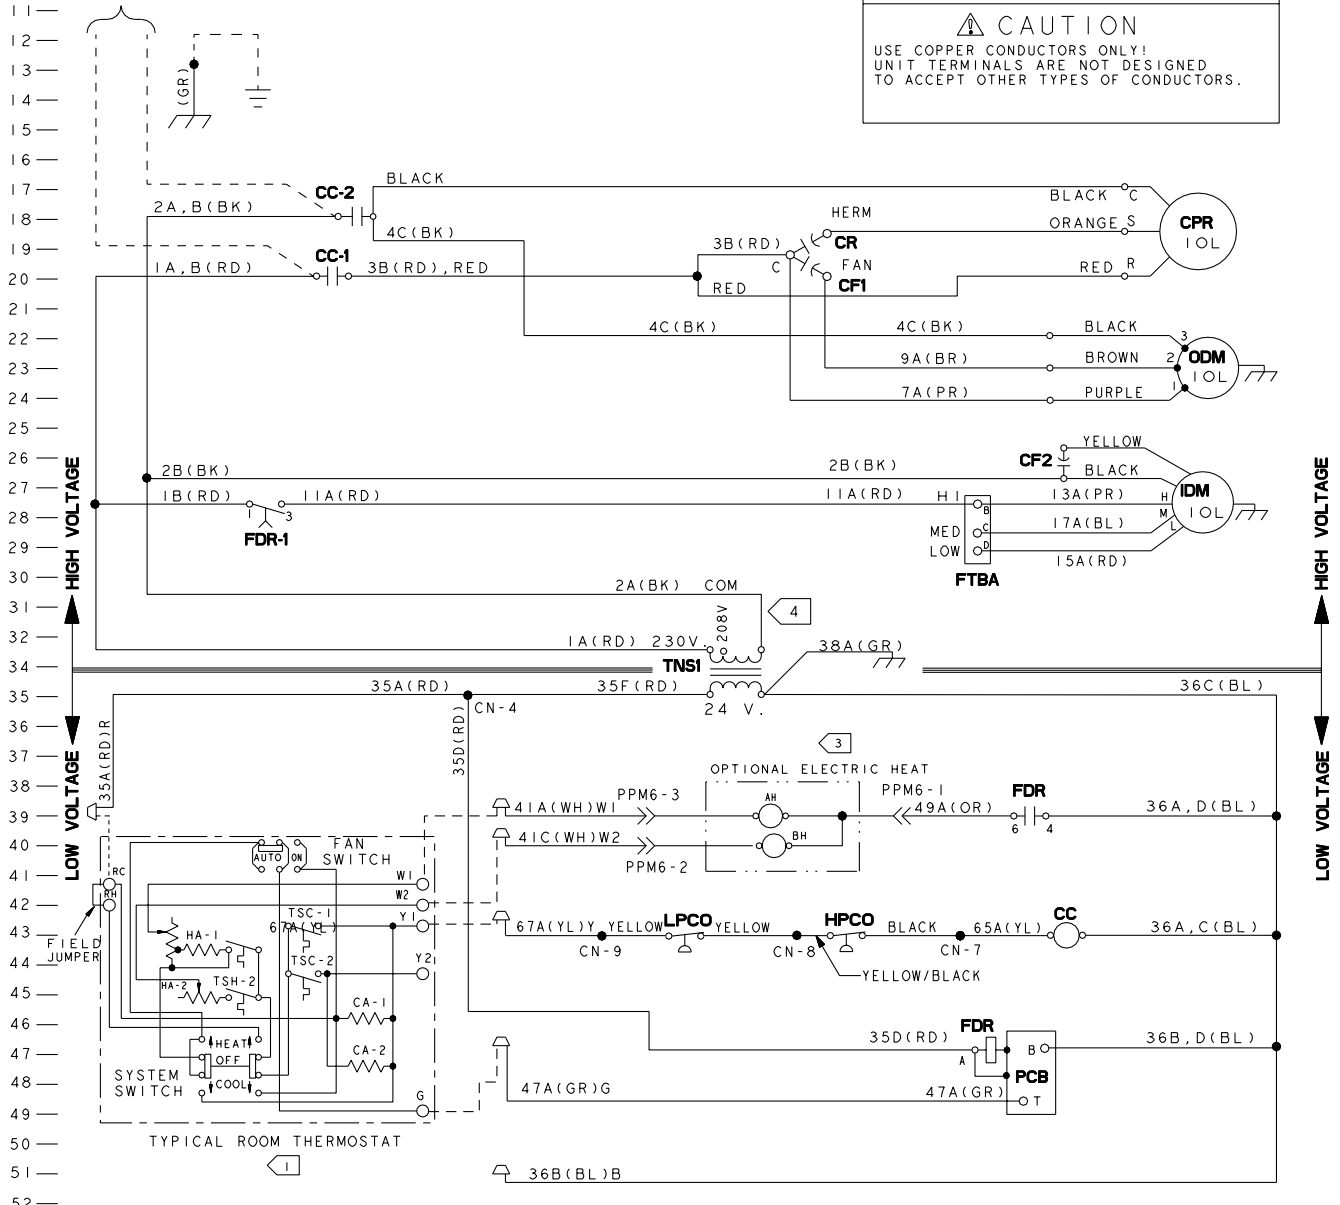 11
12
13
14
15
16
17
18
19
20
21
22
23
24
25
26
27
28
29
30
31
32
34
35
36
37
38
39
40
41
42
43
44
45
46
47
48
49
50
51
52
⚠ CAUTION
USE COPPER CONDUCTORS ONLY!
UNIT TERMINALS ARE NOT DESIGNED
TO ACCEPT OTHER TYPES OF CONDUCTORS.
(GR)
BLACK
CC-2
2A,B(BK)
4C(BK)
CC-1
1A,B(RD)
3B(RD),RED
3B(RD)
C
HERM
CR
FAN
CF1
RED
BLACK C
ORANGE S
RED R
CPR
IOL
4C(BK)
4C(BK)
BLACK
3
9A(BR)
BROWN
2
ODM
IOL
7A(PR)
PURPLE
1
HIGH VOLTAGE
2B(BK)
2B(BK)
CF2
YELLOW
BLACK
1B(RD)
1
3
FDR-1
11A(RD)
11A(RD)
HI
B
13A(PR)
H
IDM
IOL
MED
C
17A(BL)
M
LOW
D
15A(RD)
L
FTBA
HIGH VOLTAGE
2A(BK) COM
4
1A(RD) 230V.
208V
TNS1
38A(GR)
35A(RD)
CN-4
35F(RD)
24 V.
36C(BL)
LOW VOLTAGE
35A(RD)R
35D(RD)
3
OPTIONAL ELECTRIC HEAT
41A(WH)W1
PPM6-3
AH
PPM6-1
49A(OR)
FDR
6
4
36A,D(BL)
41C(WH)W2
PPM6-2
BH
LOW VOLTAGE
FAN
SWITCH
AUTO
ON
RC
RH
W1
W2
Y1
FIELD
JUMPER
HA-1
TSC-1
67A(Y )
TSC-2
Y2
HA-2
TSH-2
CA-1
CA-2
HEAT
OFF
COOL
SYSTEM
SWITCH
G
67A(YL)Y
YELLOW
CN-9
LPCO
YELLOW
CN-8
HPCO
YELLOW/BLACK
BLACK
CN-7
65A(YL)
CC
36A,C(BL)
35D(RD)
FDR
A
B
PCB
T
36B,D(BL)
47A(GR)G
47A(GR)
TYPICAL ROOM THERMOSTAT
1
36B(BL)B